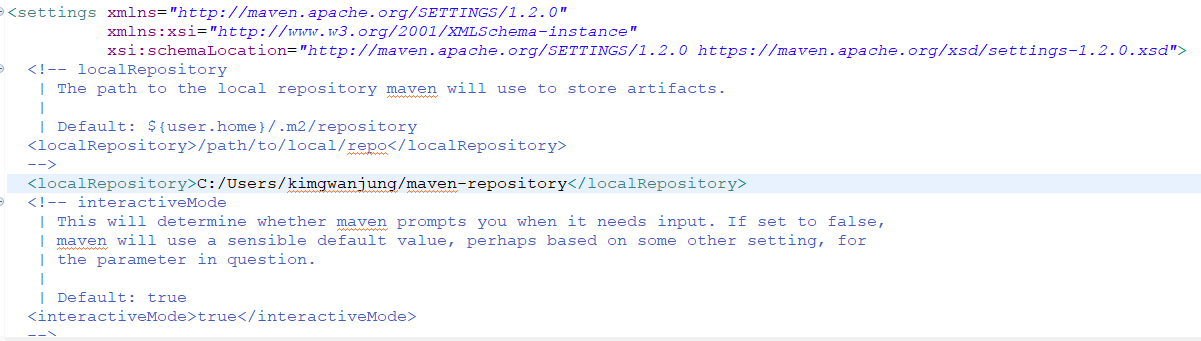 <settings xmlns="http://maven.apache.org/SETTINGS/1.2.0"
xmlns:xsi="http://www.w3.org/2001/XMLSchema-instance"
xsi:schemaLocation="http://maven.apache.org/SETTINGS/1.2.0 https://maven.apache.org/xsd/settings-1.2.0.xsd">
<!-- localRepository
| The path to the local repository maven will use to store artifacts.
|
| Default: ${user.home}/.m2/repository
<localRepository>/path/to/local/repo</localRepository>
-->
<localRepository>C:/Users/kimgwanjung/maven-repository</localRepository>
<!-- interactiveMode
| This will determine whether maven prompts you when it needs input. If set to false,
| maven will use a sensible default value, perhaps based on some other setting, for
| the parameter in question.
|
| Default: true
<interactiveMode>true</interactiveMode>
-->